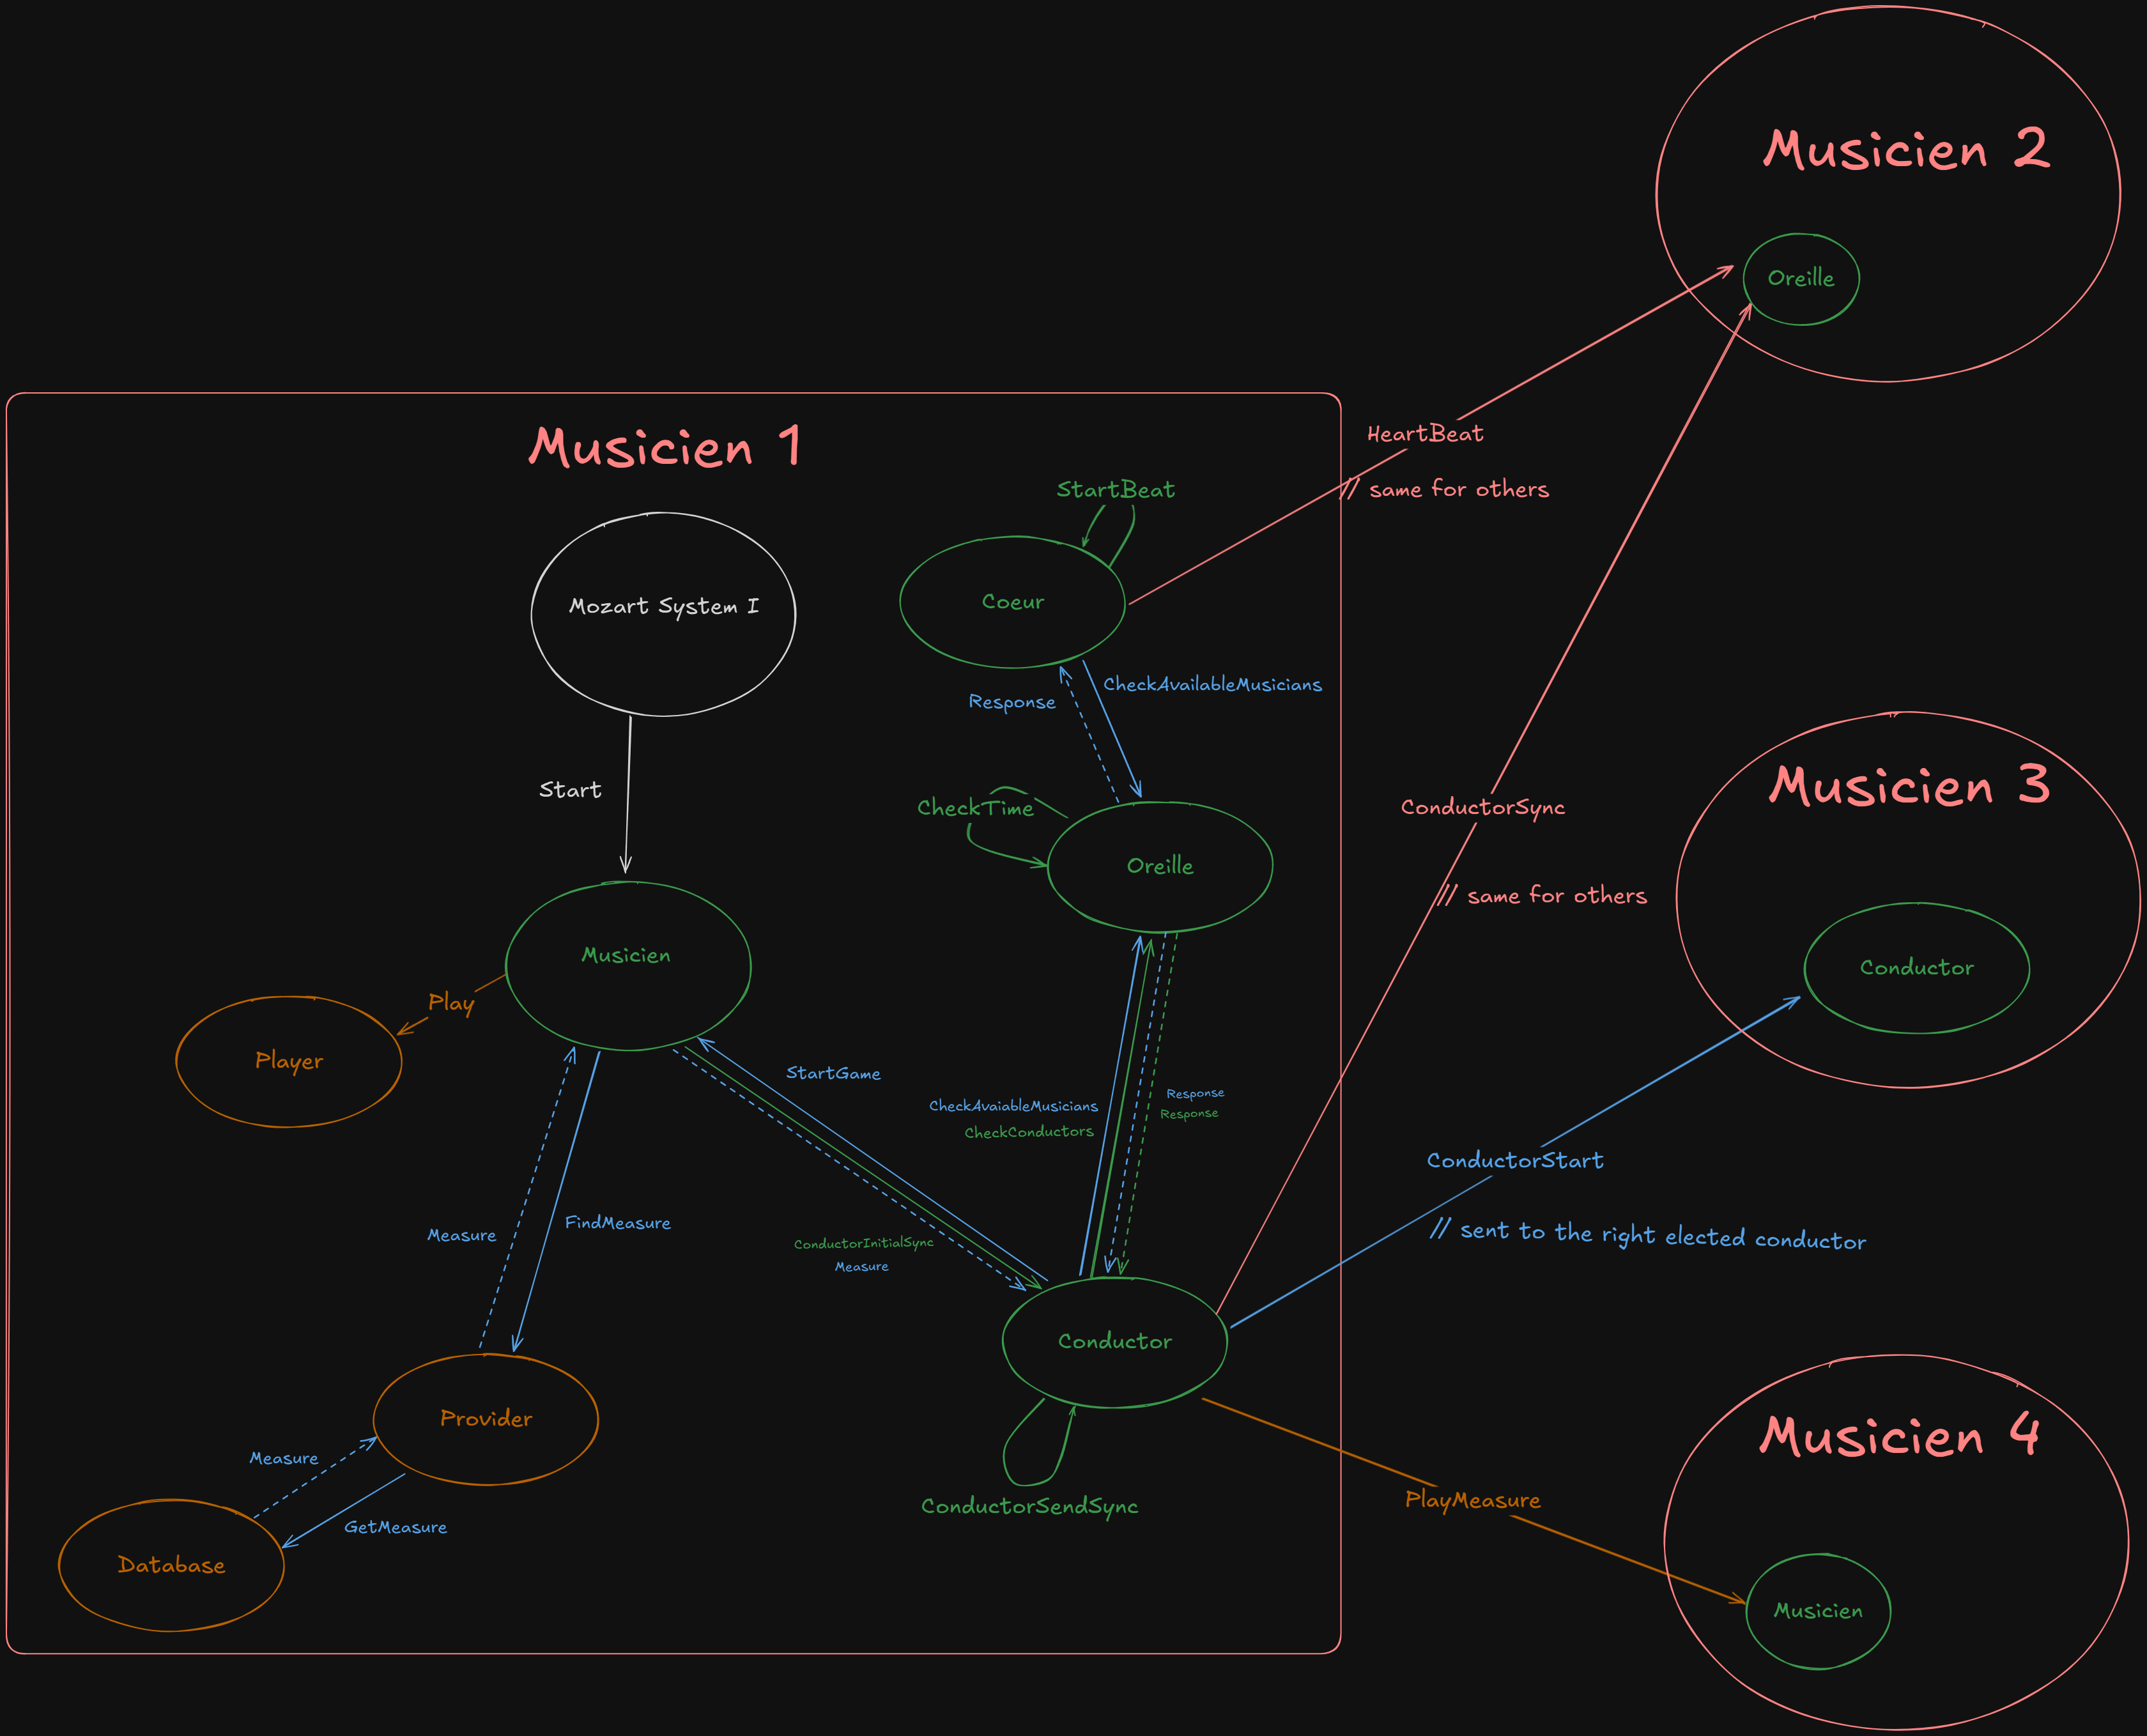 Musicien 2
Oreille
HeartBeat
// same for others
Musicien 1
StartBeat
Mozart System I
Coeur
CheckAvailableMusicians
Response
Start
CheckTime
Oreille
ConductorSync
// same for others
Musicien 3
Conductor
Musicien
Play
Player
StartGame
CheckAvaiableMusicians
CheckConductors
Response
Response
ConductorStart
// sent to the right elected conductor
FindMeasure
Measure
ConductorInitialSync
Measure
Conductor
Provider
Measure
GetMeasure
Database
ConductorSendSync
PlayMeasure
Musicien 4
Musicien